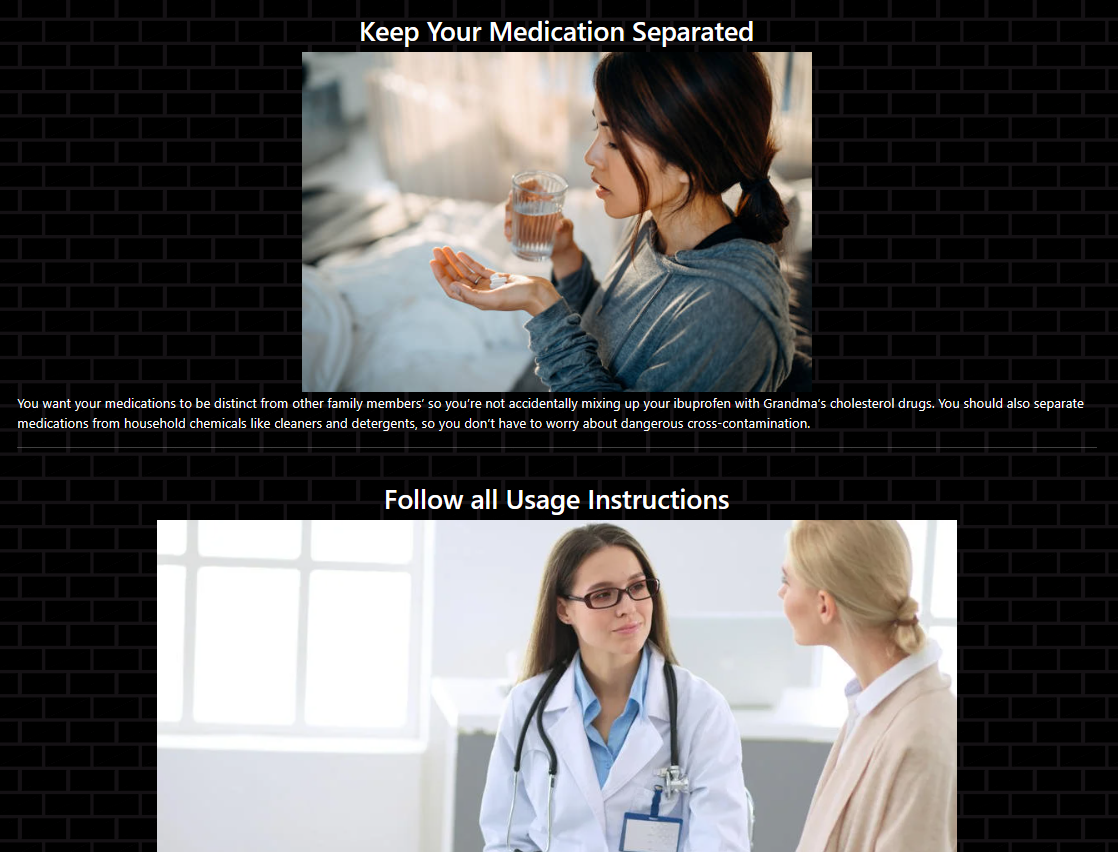 Keep Your Medication Separated
You want your medications to be distinct from other family members’ so you’re not accidentally mixing up your ibuprofen with Grandma’s cholesterol drugs. You should also separate
medications from household chemicals like cleaners and detergents, so you don’t have to worry about dangerous cross-contamination.
Follow all Usage Instructions